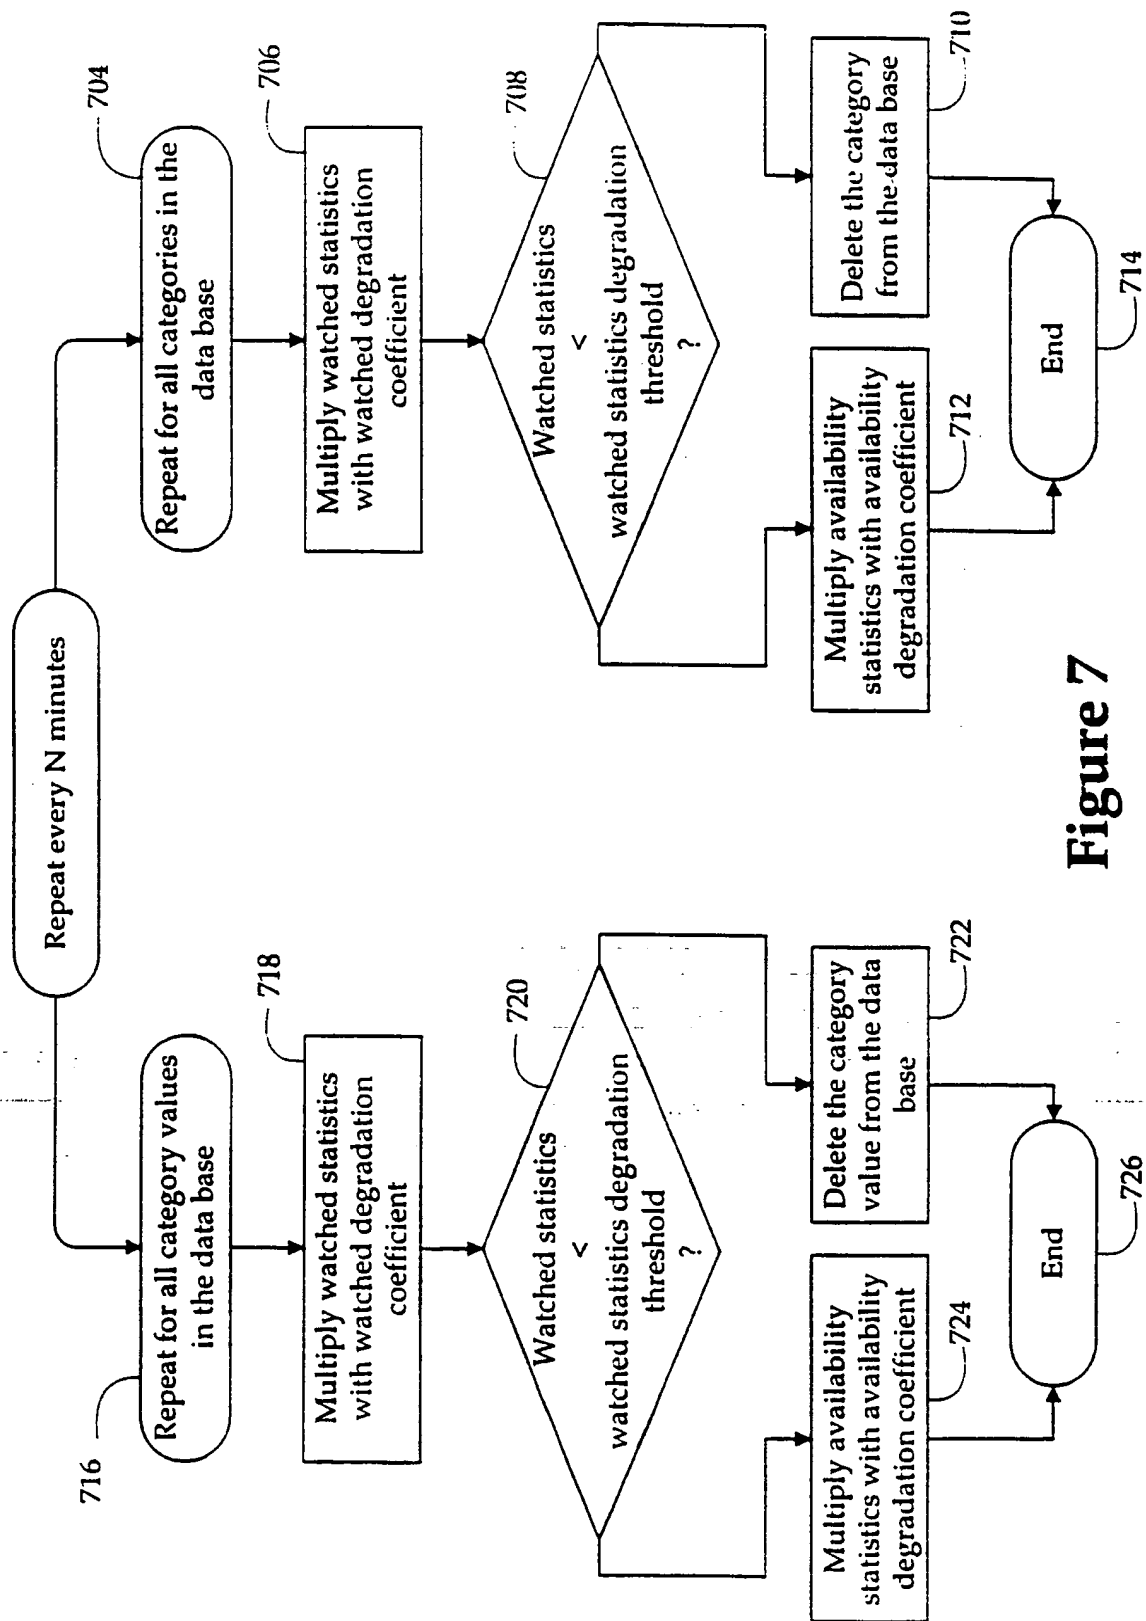 Repeat every N minutes
716
Repeat for all category values
in the data base
718
Multiply watched statistics
with watched degradation
coefficient
720
Watched statistics
<
watched statistics degradation
threshold
?
Multiply availability
statistics with availability
degradation coefficient
724
Delete the category
value from the data
base
722
End
726
704
Repeat for all categories in the
data base
706
Multiply watched statistics
with watched degradation
coefficient
708
Watched statistics
<
watched statistics degradation
threshold
?
Multiply availability
statistics with availability
degradation coefficient
712
Delete the category
from the data base
710
End
714
Figure 7